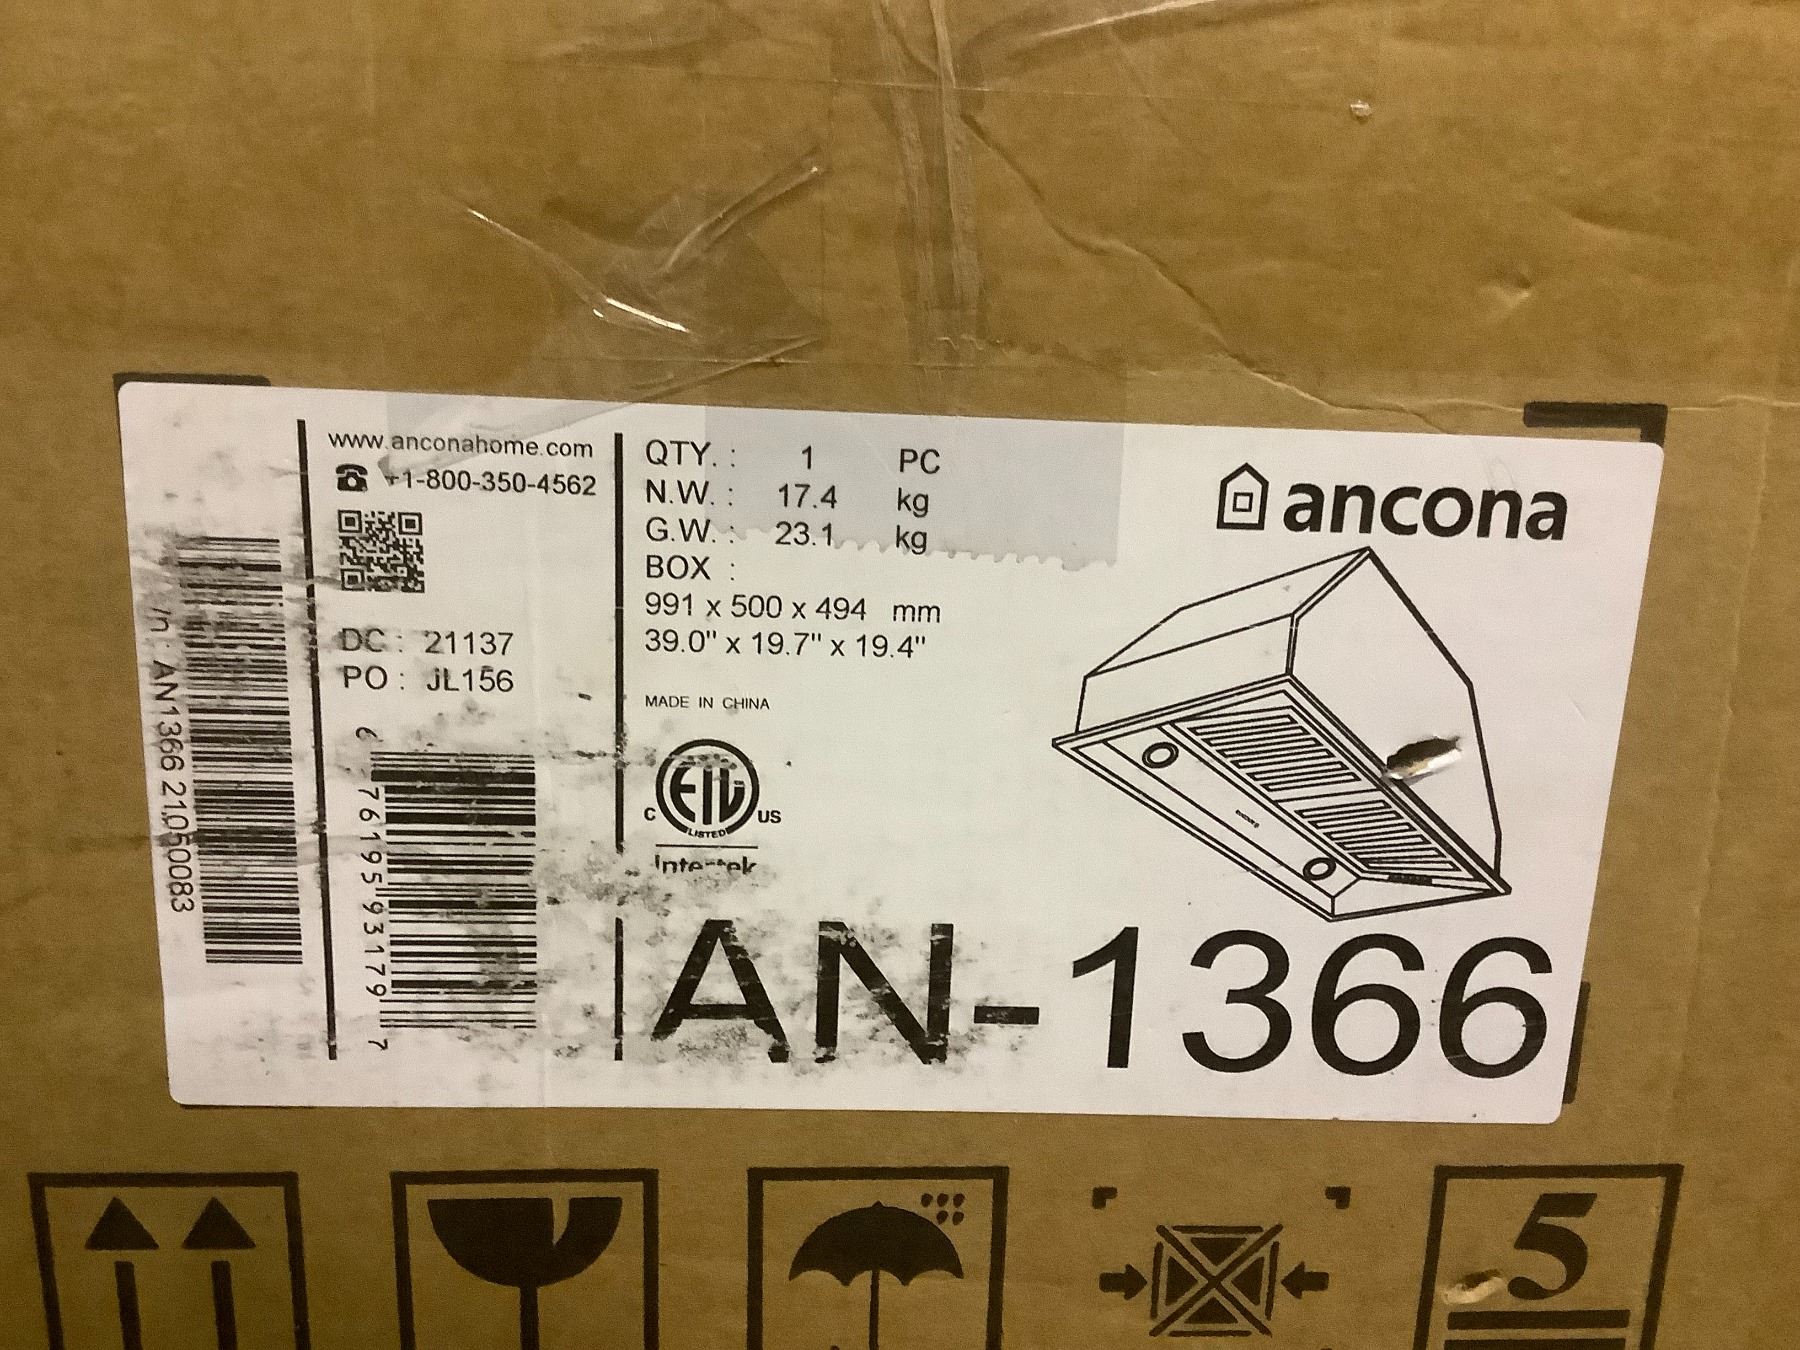 /n : AN1366 21050083
www.anconahome.com
+1-800-350-4562
DC : 21137
PO : JL156
6 76195 93179 7
QTY. : 1 PC
N.W. : 17.4 kg
G.W. : 23.1 kg
BOX :
991 x 500 x 494 mm
39.0" x 19.7" x 19.4"
MADE IN CHINA
C ETL US
LISTED
Intertek
ancona
AN-1366
5